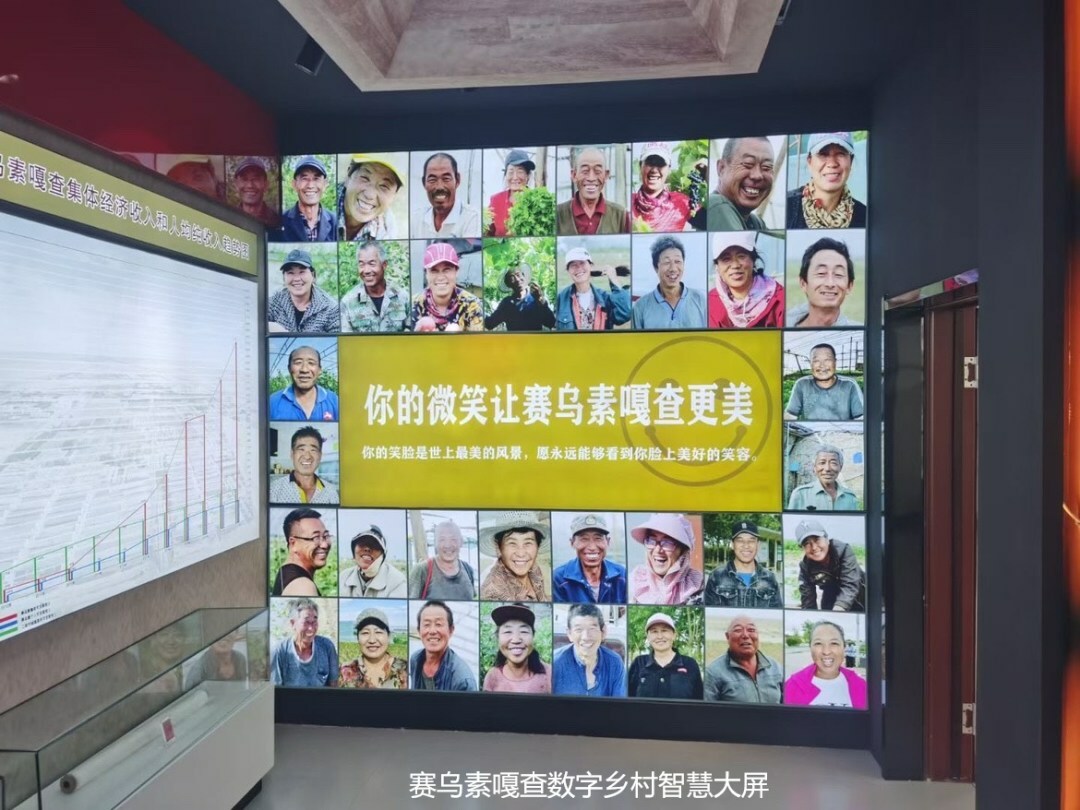 乌素嘎查集体经济收入和人均纯收入趋势图
你的微笑让赛乌素嘎查更美
你的笑脸是世上最美的风景，愿永远能够看到你脸上美好的笑容。
赛乌素嘎查数字乡村智慧大屏